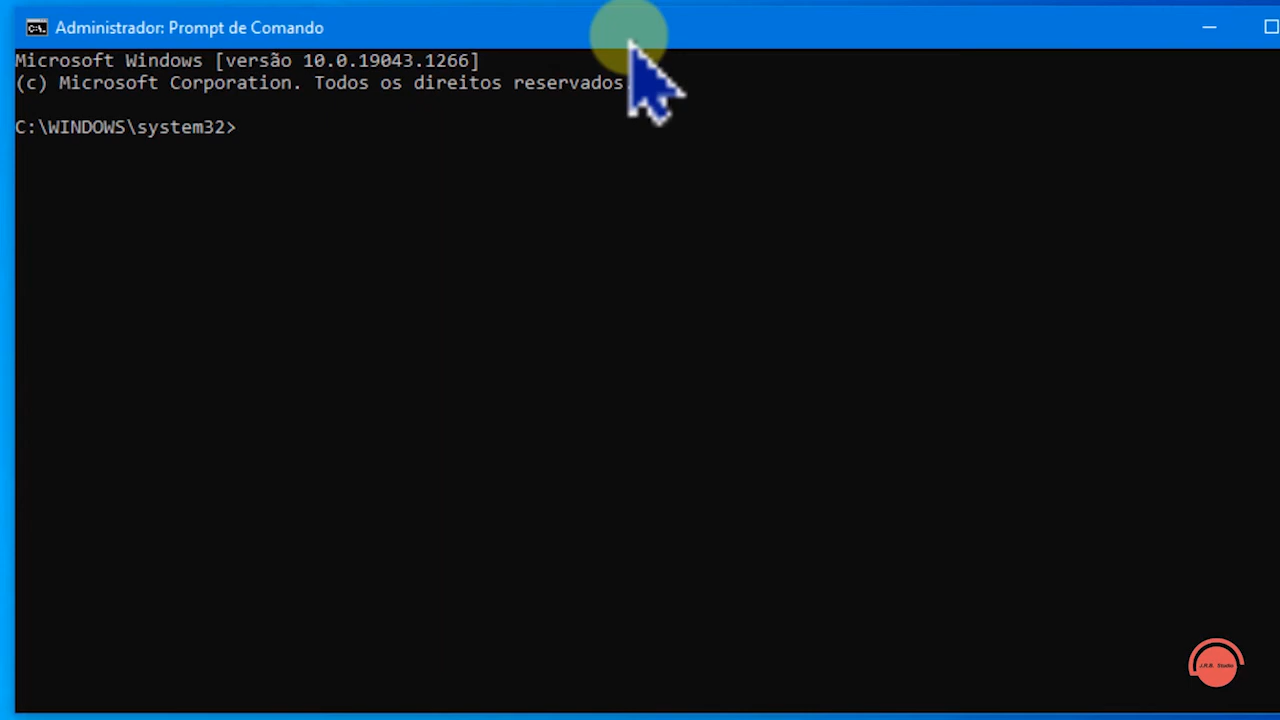 Administrador: Prompt de Comando
Microsoft Windows [versão 10.0.19043.1266]
(c) Microsoft Corporation. Todos os direitos reservados.
C:\WINDOWS\system32>
J.R.B. Studio